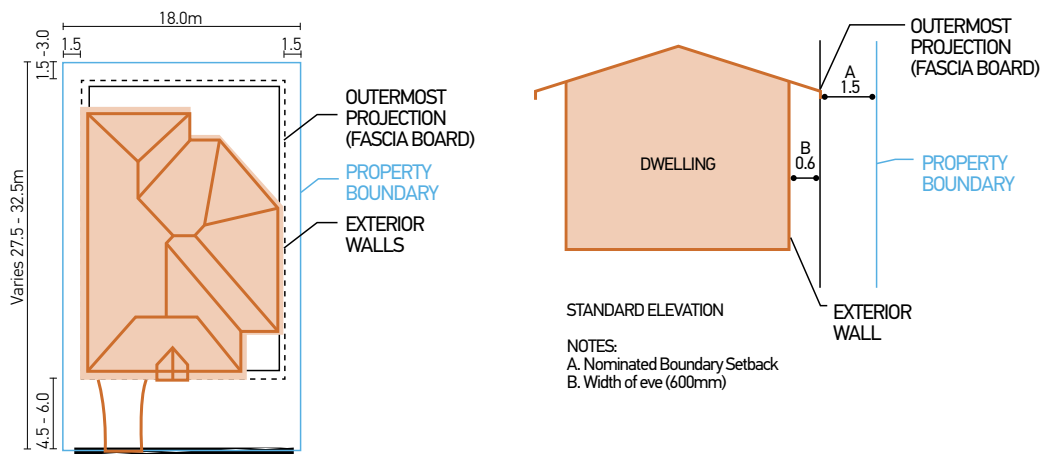 18.0m
1.5
1.5
1.5 - 3.0
Varies 27.5 - 32.5m
4.5 - 6.0
OUTERMOST
PROJECTION
(FASCIA BOARD)
PROPERTY
BOUNDARY
EXTERIOR
WALLS
OUTERMOST
PROJECTION
(FASCIA BOARD)
A
1.5
B
0.6
DWELLING
PROPERTY
BOUNDARY
EXTERIOR
WALL
STANDARD ELEVATION
NOTES:
A. Nominated Boundary Setback
B. Width of eve (600mm)